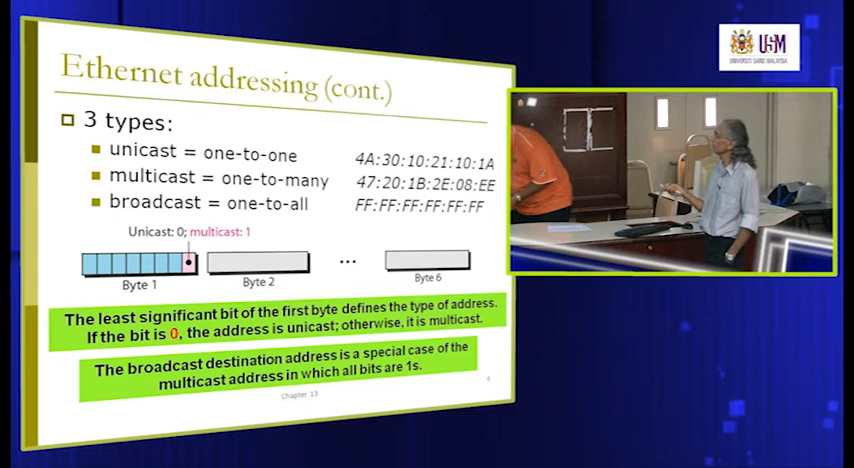 Ethernet addressing (cont.)
3 types:
unicast = one-to-one 4A:30:10:21:10:1A
multicast = one-to-many 47:20:1B:2E:08:EE
broadcast = one-to-all FF:FF:FF:FF:FF:FF
Unicast: 0; multicast: 1
...
Byte 1 Byte 2 Byte 6
The least significant bit of the first byte defines the type of address.
If the bit is 0, the address is unicast; otherwise, it is multicast.
The broadcast destination address is a special case of the
multicast address in which all bits are 1s.
Chapter 13
6
USM
UNIVERSITI SAINS MALAYSIA